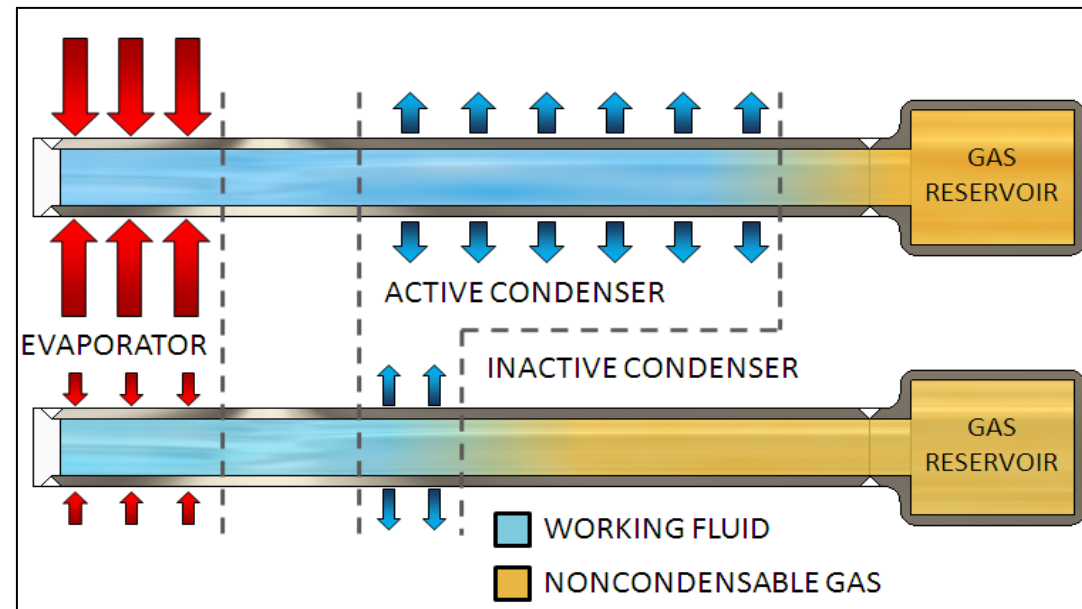 GAS
RESERVOIR
ACTIVE CONDENSER
EVAPORATOR
INACTIVE CONDENSER
GAS
RESERVOIR
WORKING FLUID
NONCONDENSABLE GAS